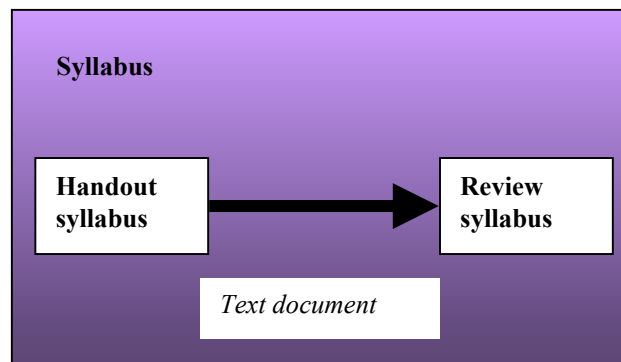 Syllabus
Handout
syllabus
Review
syllabus
Text document